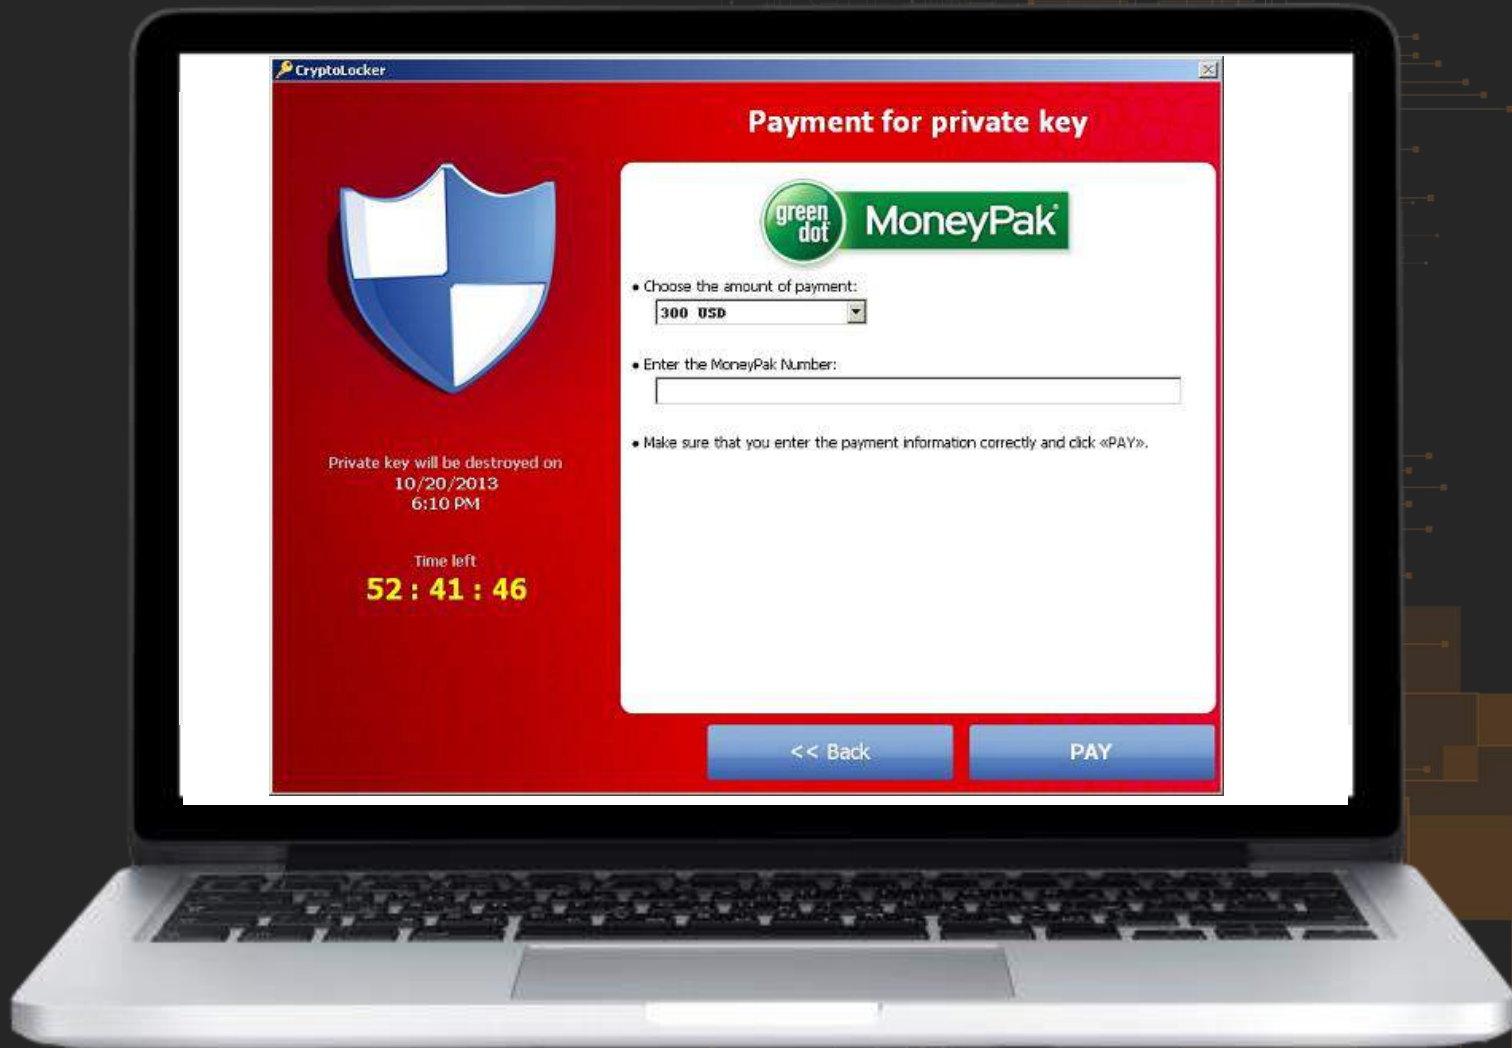 CryptoLocker
Payment for private key
green
dot
MoneyPak
• Choose the amount of payment:
300 USD
• Enter the MoneyPak Number:
• Make sure that you enter the payment information correctly and click «PAY».
Private key will be destroyed on
10/20/2013
6:10 PM
Time left
52 : 41 : 46
<< Back
PAY